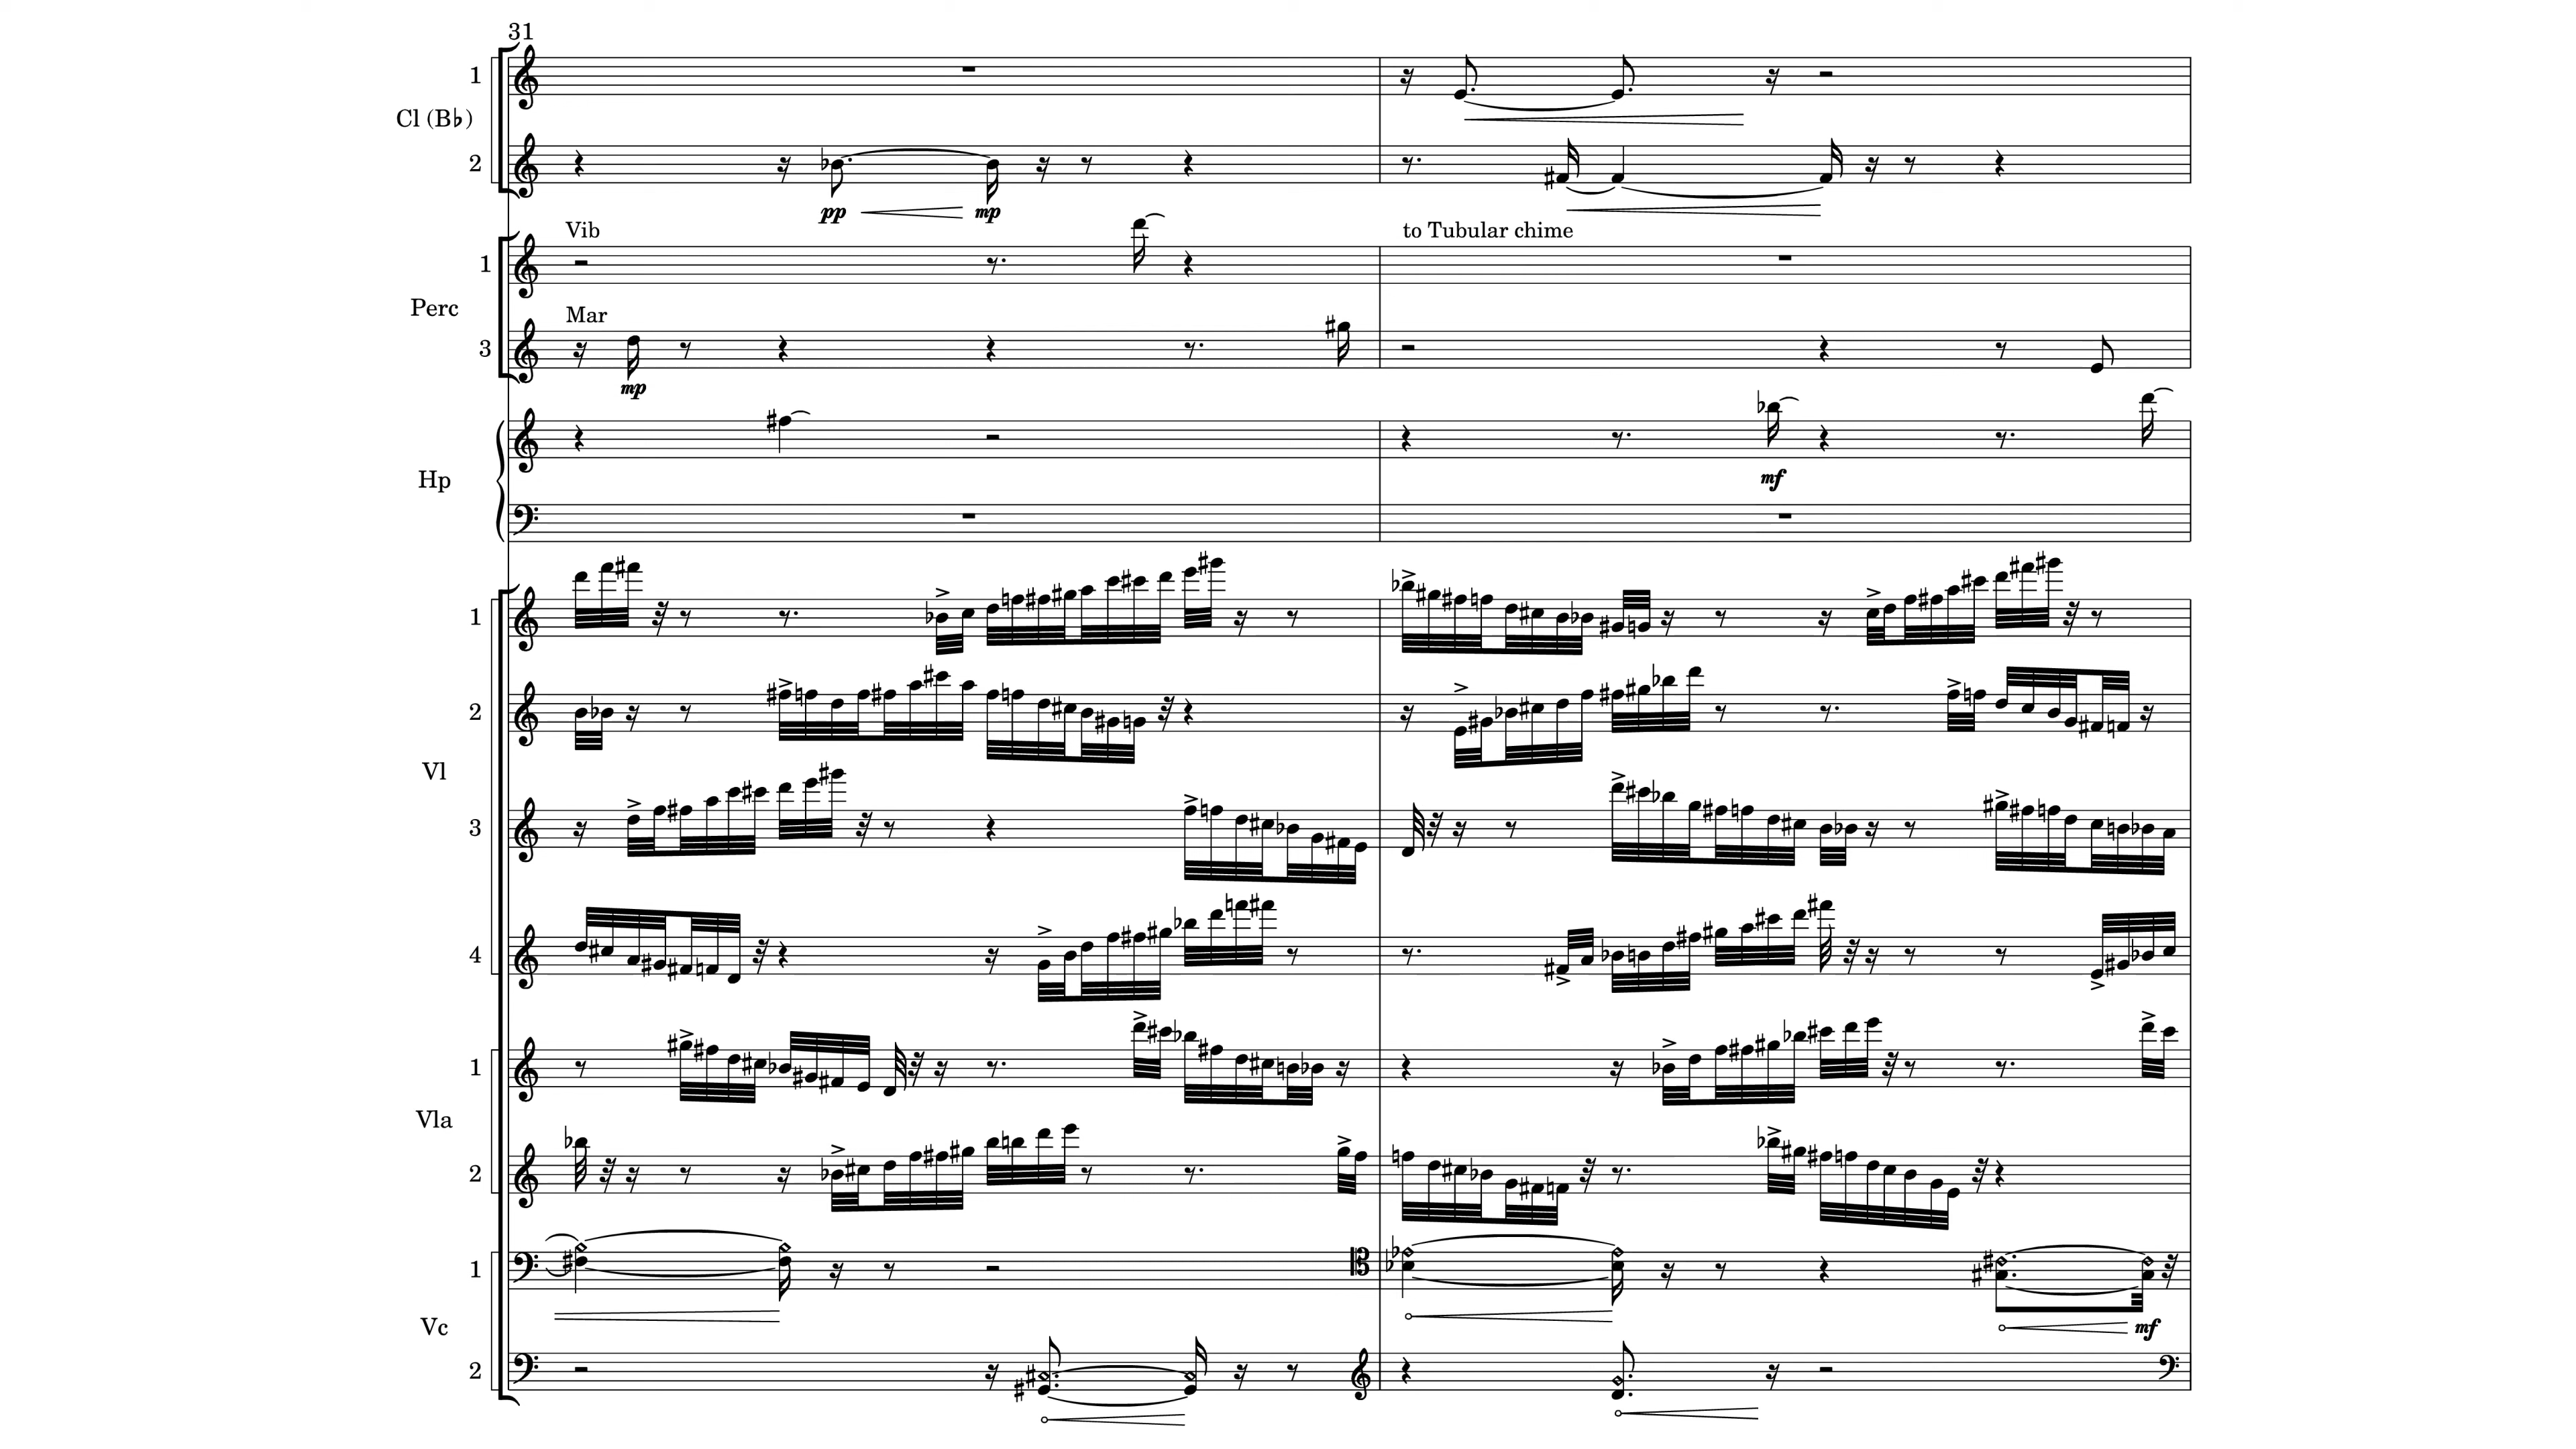 31
1
Cl (B♭)
2
pp mp
Vib
to Tubular chime
1
Perc
Mar
3
mp
Hp
mf
1
2
Vl
3
4
1
Vla
2
1
mf
Vc
2